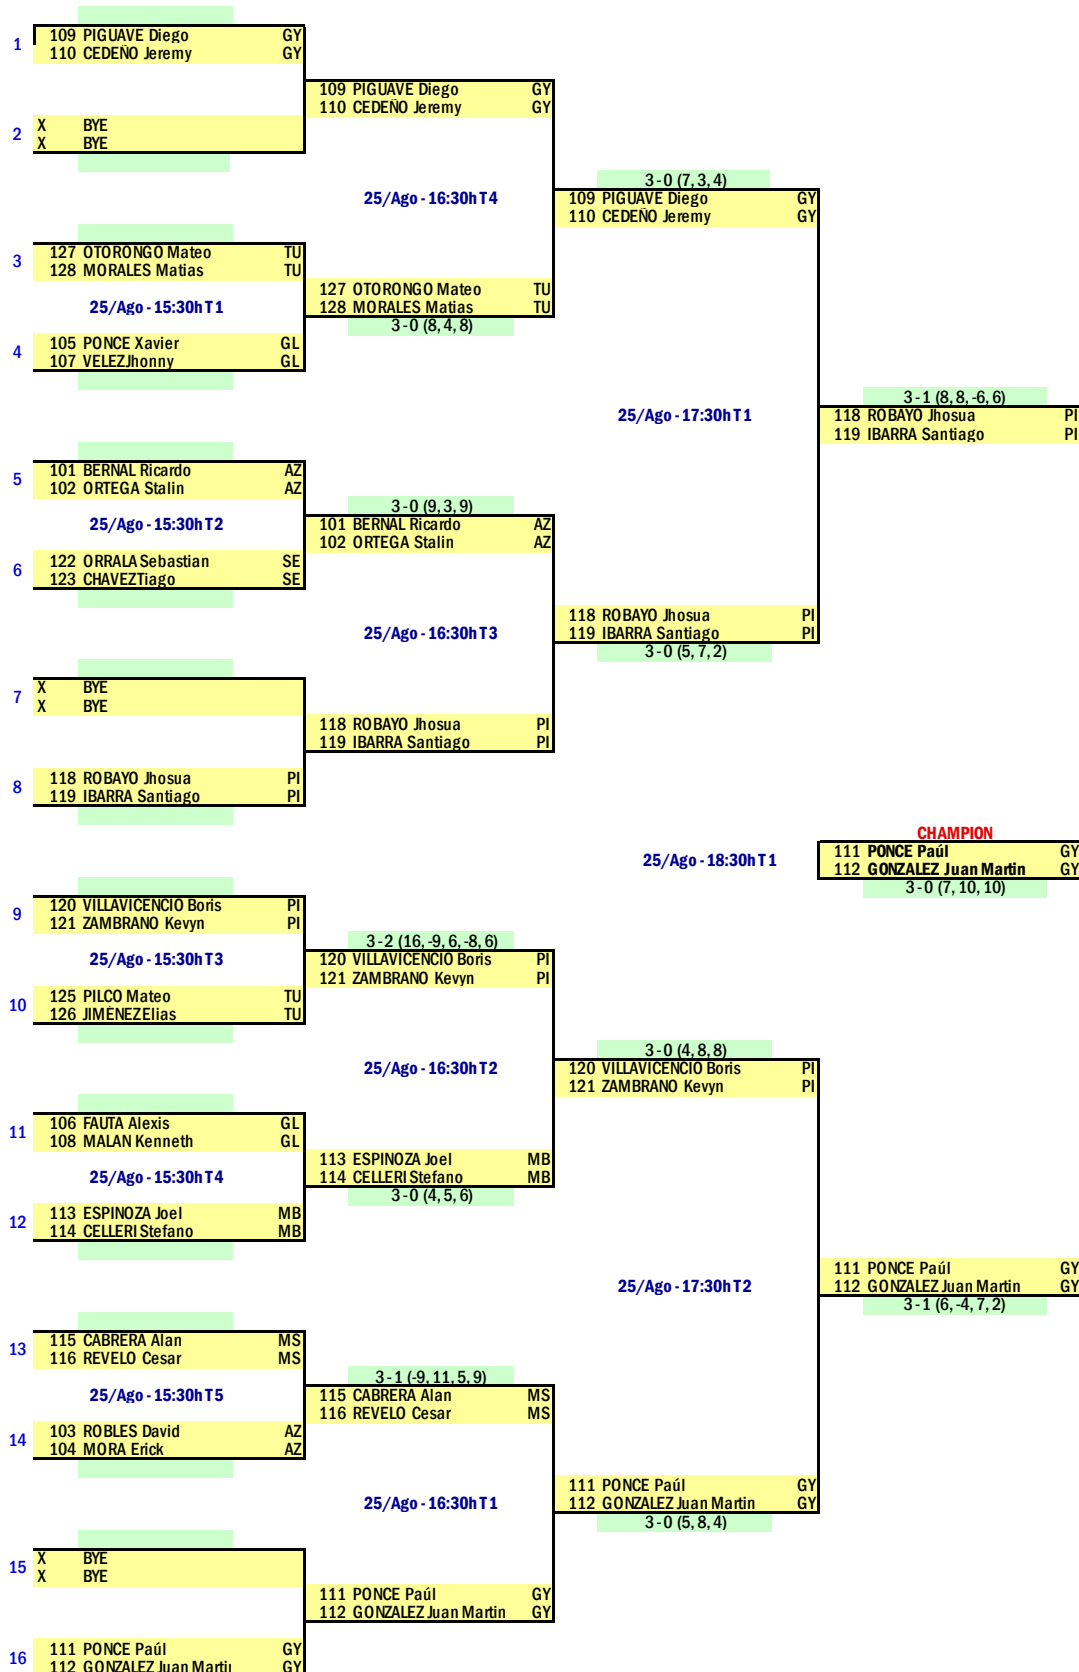 1
109 PIGUAVE Diego GY
110 CEDEÑO Jeremy GY
109 PIGUAVE Diego GY
110 CEDEÑO Jeremy GY
2
X BYE
X BYE
25/Ago - 16:30h T4
3 - 0 (7, 3, 4)
109 PIGUAVE Diego GY
110 CEDEÑO Jeremy GY
3
127 OTORONGO Mateo TU
128 MORALES Matias TU
25/Ago - 15:30h T1
127 OTORONGO Mateo TU
128 MORALES Matias TU
3 - 0 (8, 4, 8)
4
105 PONCE Xavier GL
107 VELEZ Jhonny GL
25/Ago - 17:30h T1
3 - 1 (8, 8, -6, 6)
118 ROBAYO Jhosua PI
119 IBARRA Santiago PI
5
101 BERNAL Ricardo AZ
102 ORTEGA Stalin AZ
25/Ago - 15:30h T2
3 - 0 (9, 3, 9)
101 BERNAL Ricardo AZ
102 ORTEGA Stalin AZ
6
122 ORRALA Sebastian SE
123 CHAVEZ Tiago SE
25/Ago - 16:30h T3
118 ROBAYO Jhosua PI
119 IBARRA Santiago PI
3 - 0 (5, 7, 2)
7
X BYE
X BYE
118 ROBAYO Jhosua PI
119 IBARRA Santiago PI
8
118 ROBAYO Jhosua PI
119 IBARRA Santiago PI
25/Ago - 18:30h T1
CHAMPION
111 PONCE Paúl GY
112 GONZALEZ Juan Martin GY
3 - 0 (7, 10, 10)
9
120 VILLAVICENCIO Boris PI
121 ZAMBRANO Kevyn PI
25/Ago - 15:30h T3
3 - 2 (16, -9, 6, -8, 6)
120 VILLAVICENCIO Boris PI
121 ZAMBRANO Kevyn PI
10
125 PILCO Mateo TU
126 JIMÉNEZ Elias TU
25/Ago - 16:30h T2
3 - 0 (4, 8, 8)
120 VILLAVICENCIO Boris PI
121 ZAMBRANO Kevyn PI
11
106 FAUTA Alexis GL
108 MALAN Kenneth GL
25/Ago - 15:30h T4
113 ESPINOZA Joel MB
114 CELLERI Stefano MB
3 - 0 (4, 5, 6)
12
113 ESPINOZA Joel MB
114 CELLERI Stefano MB
25/Ago - 17:30h T2
111 PONCE Paúl GY
112 GONZALEZ Juan Martin GY
3 - 1 (6, -4, 7, 2)
13
115 CABRERA Alan MS
116 REVELO Cesar MS
25/Ago - 15:30h T5
3 - 1 (-9, 11, 5, 9)
115 CABRERA Alan MS
116 REVELO Cesar MS
14
103 ROBLES David AZ
104 MORA Erick AZ
25/Ago - 16:30h T1
111 PONCE Paúl GY
112 GONZALEZ Juan Martin GY
3 - 0 (5, 8, 4)
15
X BYE
X BYE
111 PONCE Paúl GY
112 GONZALEZ Juan Martin GY
16
111 PONCE Paúl GY
112 GONZALEZ Juan Marti GY